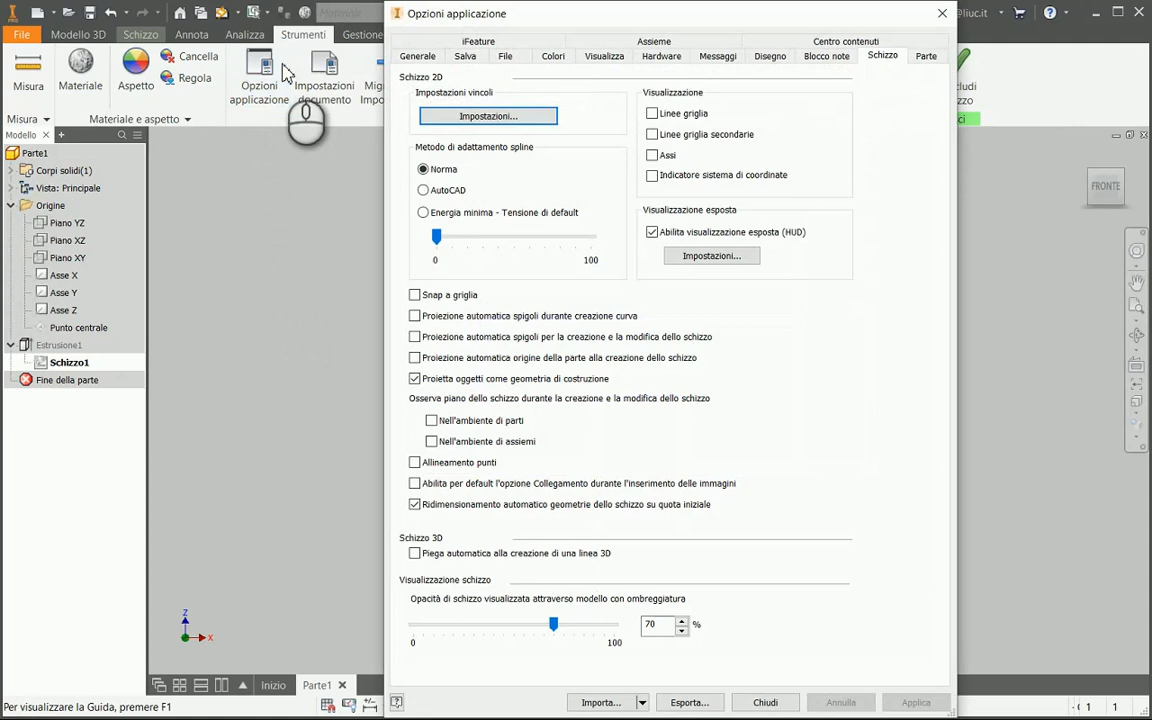 Opzioni applicazione
@liuc.it
File
Modello 3D
Schizzo
Annota
Analizza
Strumenti
Gestione
Misura
Materiale
Aspetto
Cancella
Regola
Opzioni
applicazione
Impostazioni
documento
Misura
Materiale e aspetto
Modello
Parte1
Corpi solidi(1)
Vista: Principale
Origine
Piano YZ
Piano XZ
Piano XY
Asse X
Asse Y
Asse Z
Punto centrale
Estrusione1
Schizzo1
Fine della parte
iFeature
Assieme
Centro contenuti
Generale
Salva
File
Colori
Visualizza
Hardware
Messaggi
Disegno
Blocco note
Schizzo
Parte
Schizzo 2D
Impostazioni vincoli
Impostazioni...
Metodo di adattamento spline
Norma
AutoCAD
Energia minima - Tensione di default
0
100
Visualizzazione
Linee griglia
Linee griglia secondarie
Assi
Indicatore sistema di coordinate
Visualizzazione esposta
Abilita visualizzazione esposta (HUD)
Impostazioni...
Snap a griglia
Proiezione automatica spigoli durante creazione curva
Proiezione automatica spigoli per la creazione e la modifica dello schizzo
Proiezione automatica origine della parte alla creazione dello schizzo
Proietta oggetti come geometria di costruzione
Osserva piano dello schizzo durante la creazione e la modifica dello schizzo
Nell'ambiente di parti
Nell'ambiente di assiemi
Allineamento punti
Abilita per default l'opzione Collegamento durante l'inserimento delle immagini
Ridimensionamento automatico geometrie dello schizzo su quota iniziale
Schizzo 3D
Piega automatica alla creazione di una linea 3D
Visualizzazione schizzo
Opacità di schizzo visualizzata attraverso modello con ombreggiatura
0
100
70
%
Importa...
Esporta...
Chiudi
Annulla
Applica
FRONTE
Z
X
Inizio
Parte1
Per visualizzare la Guida, premere F1
1
1